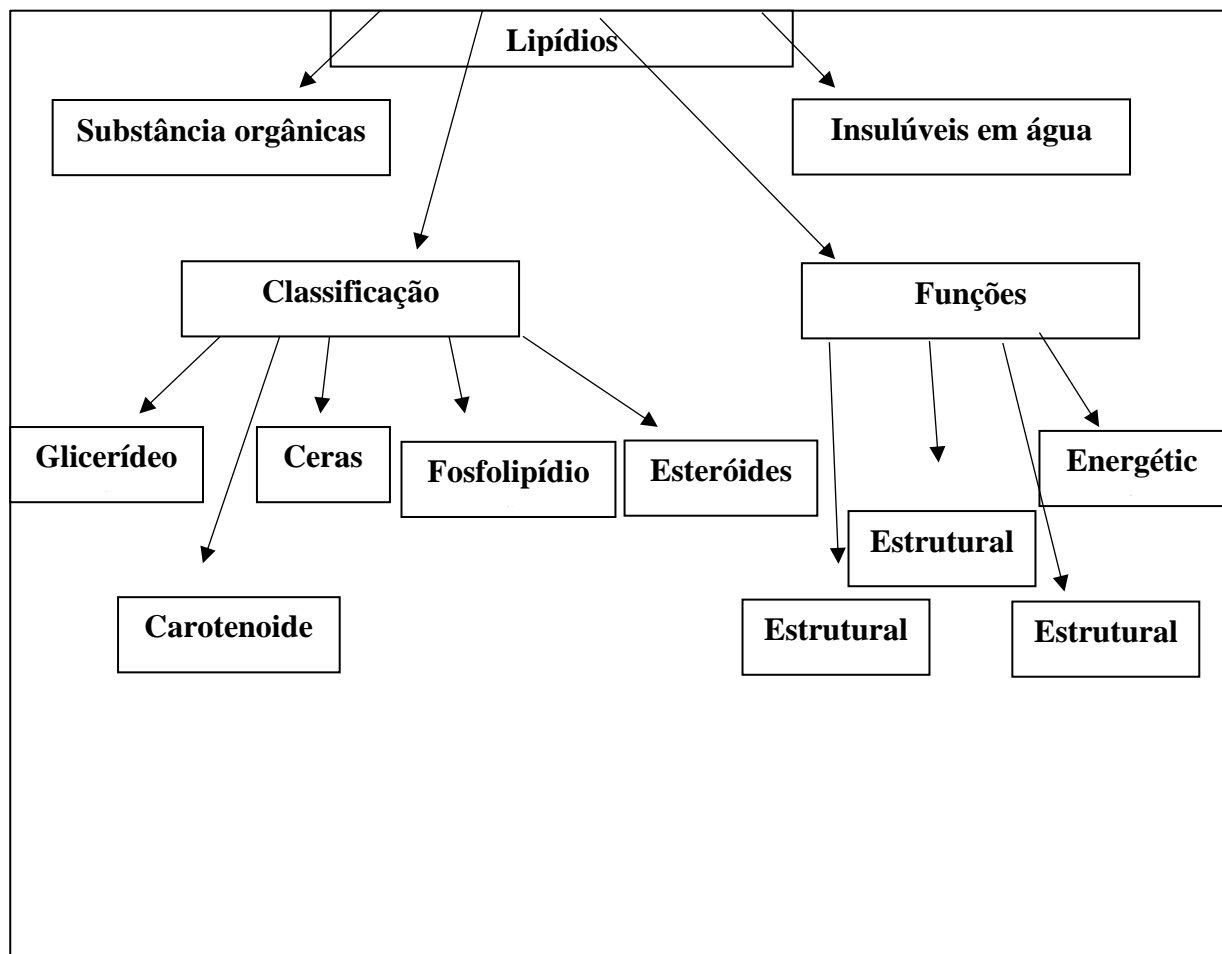 Lipídios
Substância orgânicas
Insulúveis em água
Classificação
Funções
Glicerídeo
Ceras
Fosfolipídio
Esteróides
Energétic
Estrutural
Carotenoide
Estrutural
Estrutural